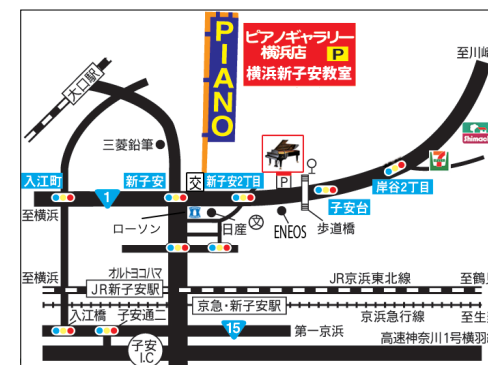 PIANO
ピアノギャラリー
横浜店 P
横浜新子安教室
至川崎
大口駅
三菱鉛筆
Shimach
7
入江町
1
新子安
交
新子安2丁目
P
子安台
岸谷2丁目
至横浜
ローソン
日産
文
ENEOS
歩道橋
至横浜
オルトヨコハマ
JR新子安駅
JR京浜東北線
至鶴見
京急・新子安駅
京浜急行線
至生
入江橋
子安通二
15
第一京浜
子安
I.C
高速神奈川1号横羽線